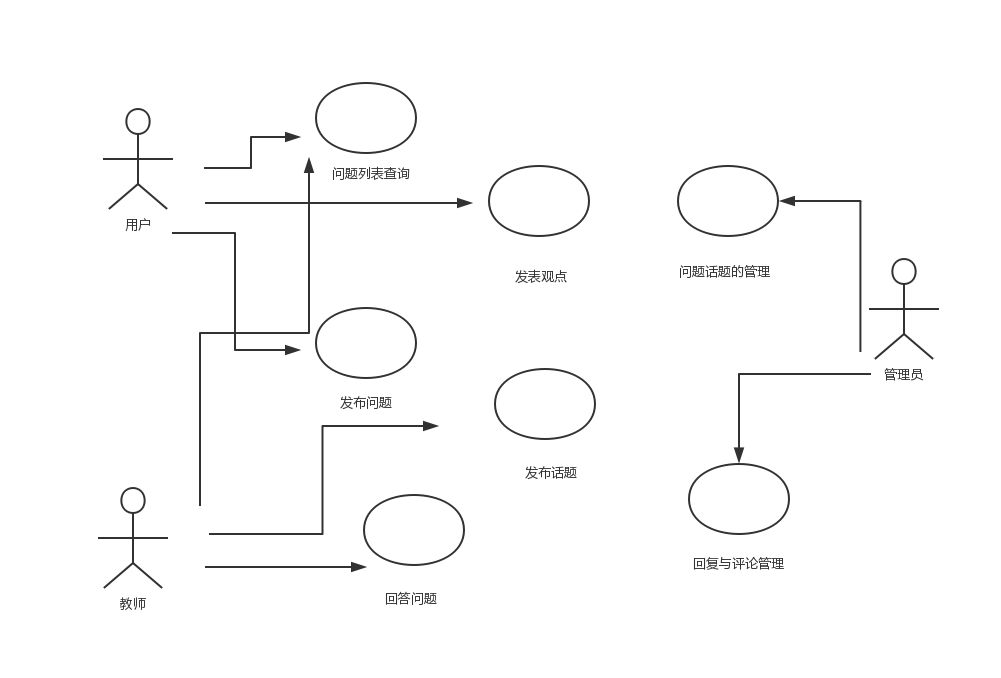 问题列表查询
用户
发表观点
问题话题的管理
管理员
发布问题
发布话题
回复与评论管理
教师
回答问题